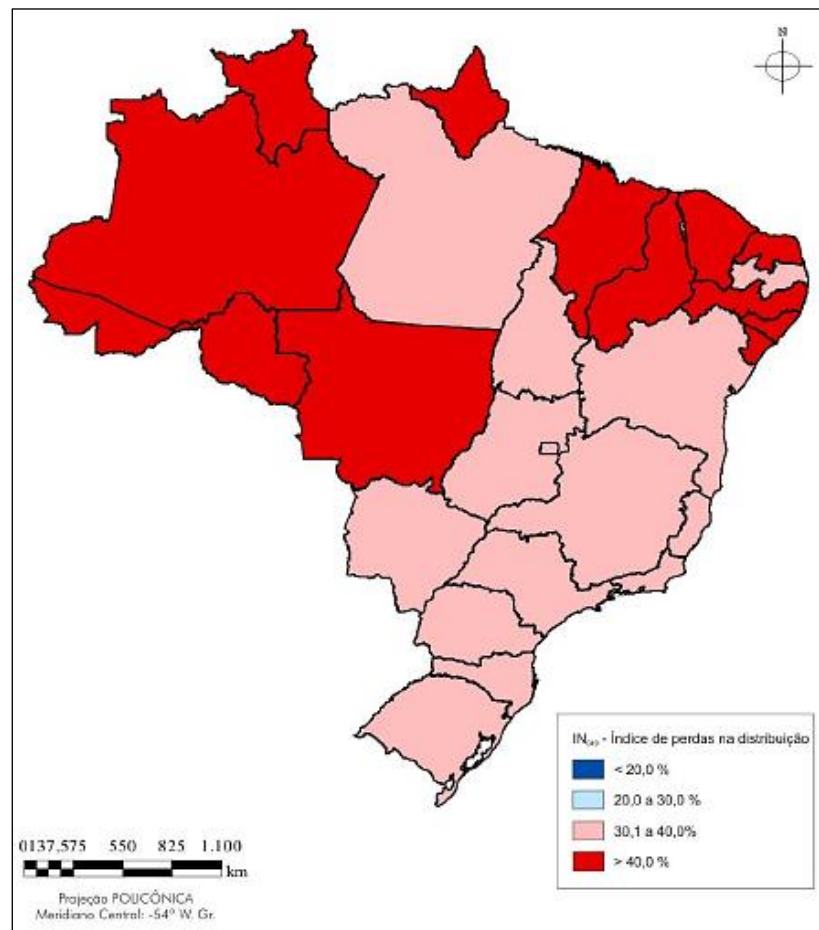 N
IN₀₄₉ - Índice de perdas na distribuição
< 20,0 %
20,0 a 30,0 %
30,1 a 40,0%
> 40,0 %
0137,575 550 825 1.100
km
Projeção POLICÔNICA
Meridiano Central: -54º W. Gr.